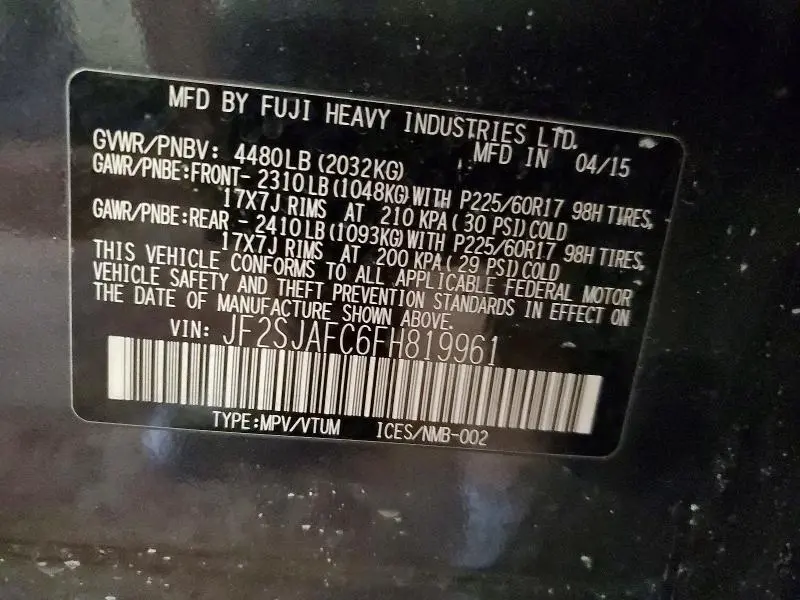 MFD BY FUJI HEAVY INDUSTRIES LTD.
MFD IN 04/15
GVWR/PNBV: 4480LB(2032KG)
GAWR/PNBE:FRONT- 2310LB(1048KG)WITH P225/60R17 98H TIRES,
17X7J RIMS AT 210 KPA(30 PSI)COLD
GAWR/PNBE:REAR - 2410LB(1093KG)WITH P225/60R17 98H TIRES,
17X7J RIMS AT 200 KPA(29 PSI)COLD
THIS VEHICLE CONFORMS TO ALL APPLICABLE FEDERAL MOTOR
VEHICLE SAFETY AND THEFT PREVENTION STANDARDS IN EFFECT ON
THE DATE OF MANUFACTURE SHOWN ABOVE.
VIN: JF2SJAFC6FH819961
TYPE:MPV/VTUM ICES/NMB-002